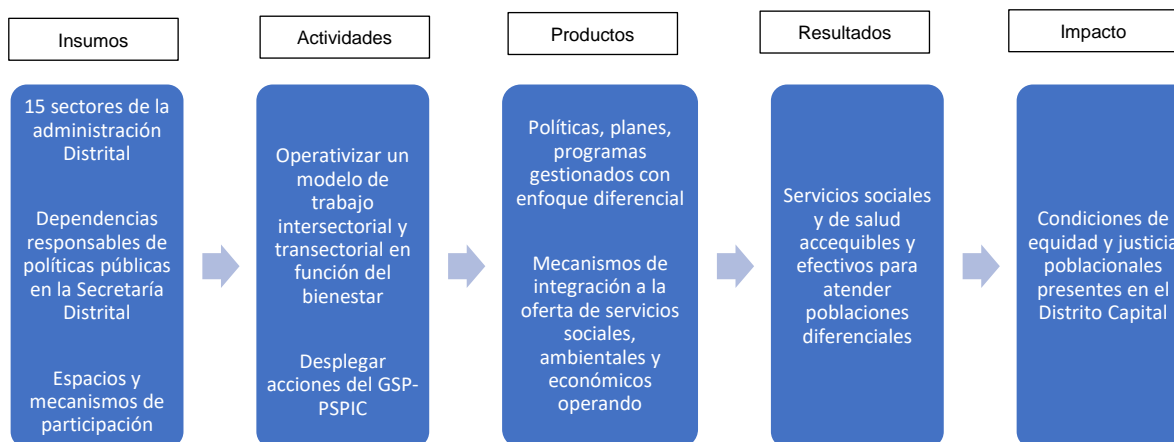 Insumos
Actividades
Productos
Resultados
Impacto
15 sectores de la
administración
Distrital
Dependencias
responsables de
políticas públicas
en la Secretaría
Distrital
Espacios y
mecanismos de
participación
Operativizar un
modelo de
trabajo
intersectorial y
transectorial en
función del
bienestar
Desplegar
acciones del GSP-
PSPIC
Políticas, planes,
programas
gestionados con
enfoque diferencial
Mecanismos de
integración a la
oferta de servicios
sociales,
ambientales y
económicos
operando
Servicios sociales
y de salud
accequibles y
efectivos para
atender
poblaciones
diferenciales
Condiciones de
equidad y justicia
poblacionales
presentes en el
Distrito Capital